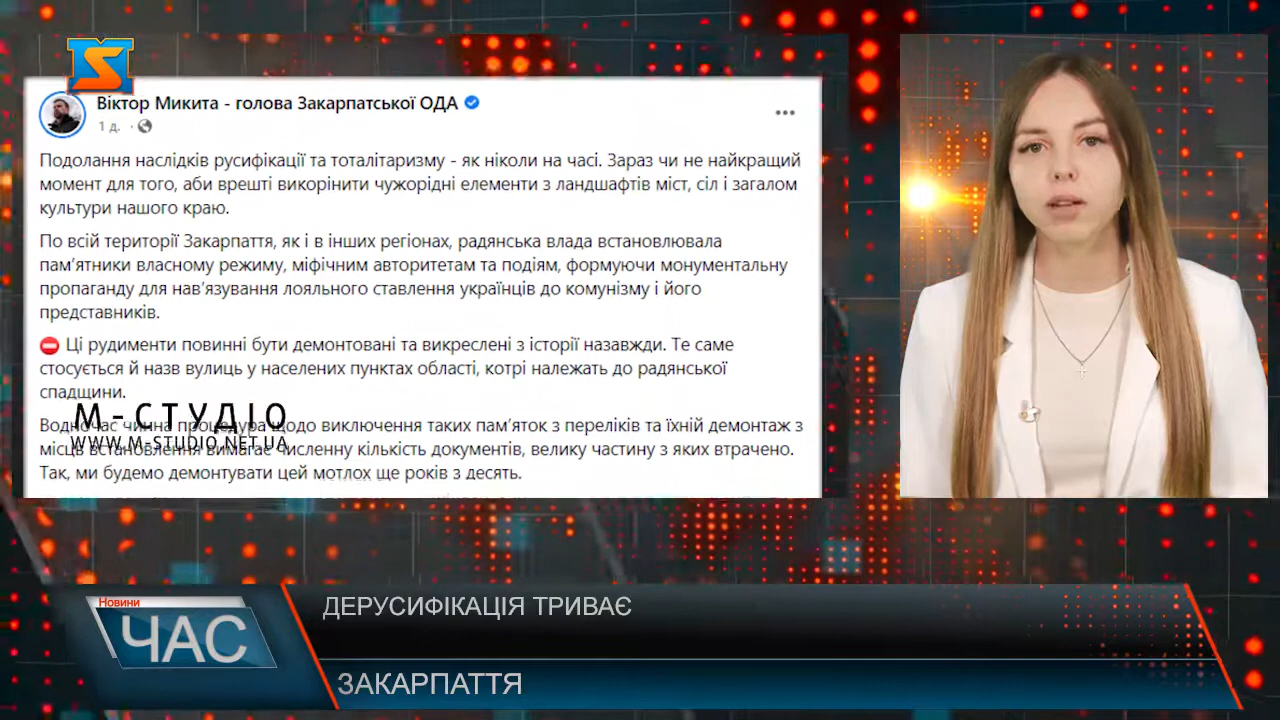 Віктор Микита - голова Закарпатської ОДА
1 д.
Подолання наслідків русифікації та тоталітаризму - як ніколи на часі. Зараз чи не найкращий
момент для того, аби врешті викорінити чужорідні елементи з ландшафтів міст, сіл і загалом
культури нашого краю.
По всій території Закарпаття, як і в інших регіонах, радянська влада встановлювала
пам’ятники власному режиму, міфічним авторитетам та подіям, формуючи монументальну
пропаганду для нав’язування лояльного ставлення українців до комунізму і його
представників.
Ці рудименти повинні бути демонтовані та викреслені з історії назавжди. Те саме
стосується й назв вулиць у населених пунктах області, котрі належать до радянської
спадщини.
Водночас чинна процедура щодо виключення таких пам’яток з переліків та їхній демонтаж з
місць встановлення вимагає численну кількість документів, велику частину з яких втрачено.
Так, ми будемо демонтувати цей мотлох ще років з десять.
М-СТУДІО
WWW.M-STUDIO.NET.UA
Новини
ЧАС
ДЕРУСИФІКАЦІЯ ТРИВАЄ
ЗАКАРПАТТЯ